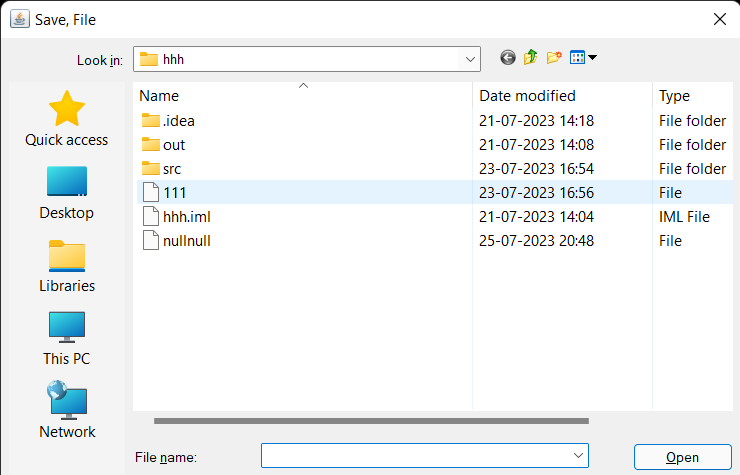 Save, File
Look in: hhh
Name Date modified Type
.idea 21-07-2023 14:18 File folder
out 21-07-2023 14:08 File folder
src 23-07-2023 16:54 File folder
111 23-07-2023 16:56 File
hhh.iml 21-07-2023 14:04 IML File
nullnull 25-07-2023 20:48 File
Quick access
Desktop
Libraries
This PC
Network
File name: Open